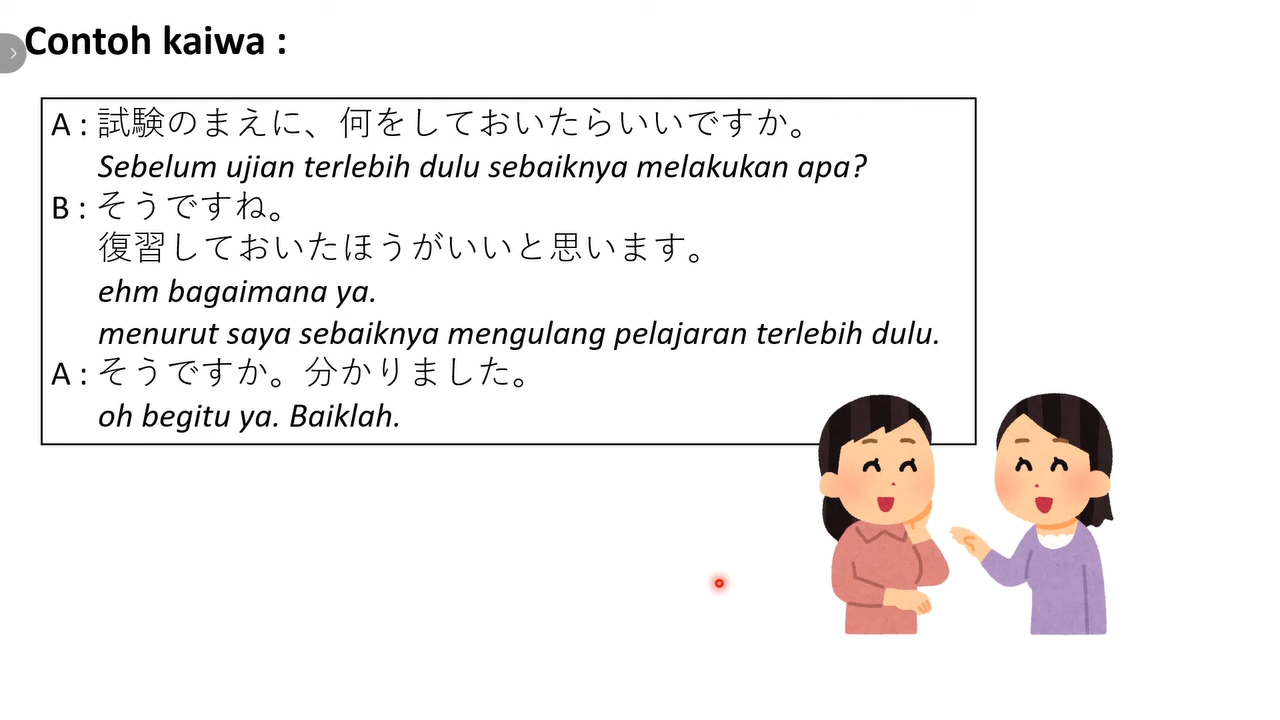 Contoh kaiwa :
A : 試験のまえに、何をしておいたらいいですか。
Sebelum ujian terlebih dulu sebaiknya melakukan apa?
B : そうですね。
復習しておいたほうがいいと思います。
ehm bagaimana ya.
menurut saya sebaiknya mengulang pelajaran terlebih dulu.
A : そうですか。分かりました。
oh begitu ya. Baiklah.